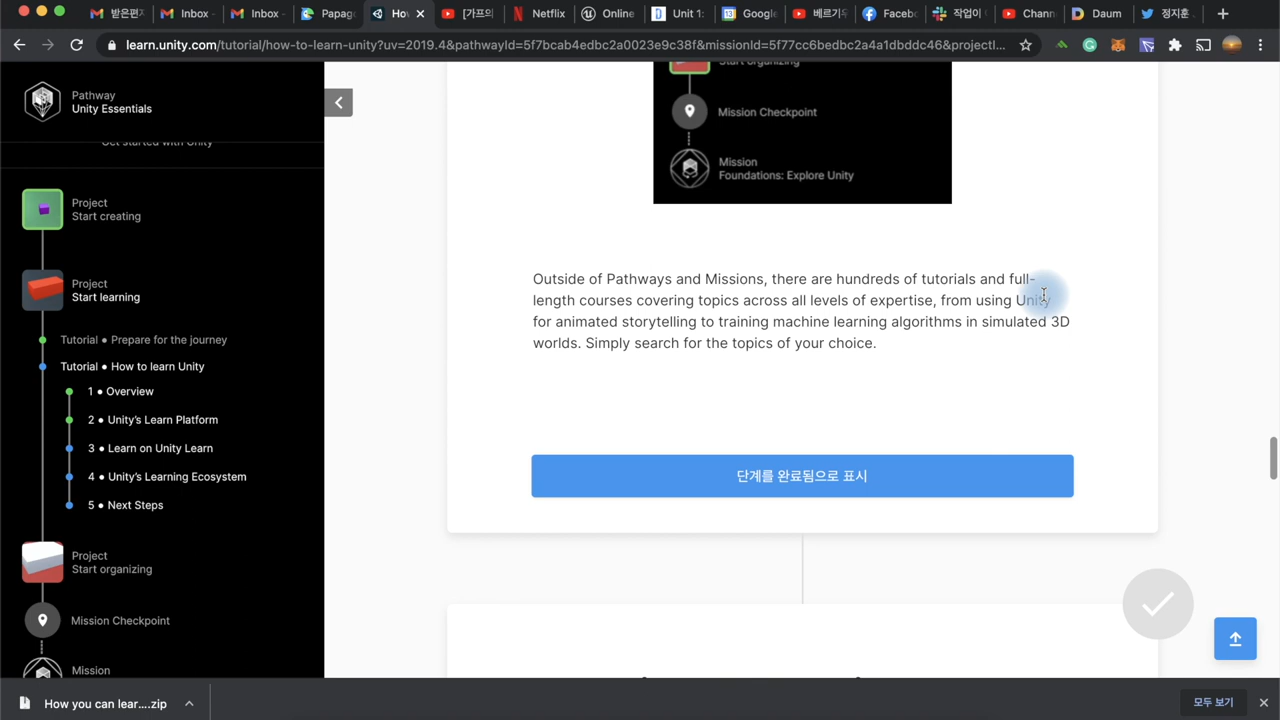 받은편지
Inbox
Inbox
Papago
Ho
[가프의
Netflix
Online
Unit 1:
Google
베르기우
Faceb
작업이
Chann
Daum
정지훈
learn.unity.com/tutorial/how-to-learn-unity?uv=2019.4&pathwayId=5f7bcab4edbc2a0023e9c38f&missionId=5f77cc6bedbc2a4a1dbddc46&projectI...
Pathway
Unity Essentials
Get started with Unity
Project
Start creating
Project
Start learning
Tutorial ● Prepare for the journey
Tutorial ● How to learn Unity
1 ● Overview
2 ● Unity's Learn Platform
3 ● Learn on Unity Learn
4 ● Unity's Learning Ecosystem
5 ● Next Steps
Project
Start organizing
Mission Checkpoint
Mission
Start organizing
Mission Checkpoint
Mission
Foundations: Explore Unity
Outside of Pathways and Missions, there are hundreds of tutorials and full-
length courses covering topics across all levels of expertise, from using Unity
for animated storytelling to training machine learning algorithms in simulated 3D
worlds. Simply search for the topics of your choice.
단계를 완료됨으로 표시
How you can lear....zip
모두 보기